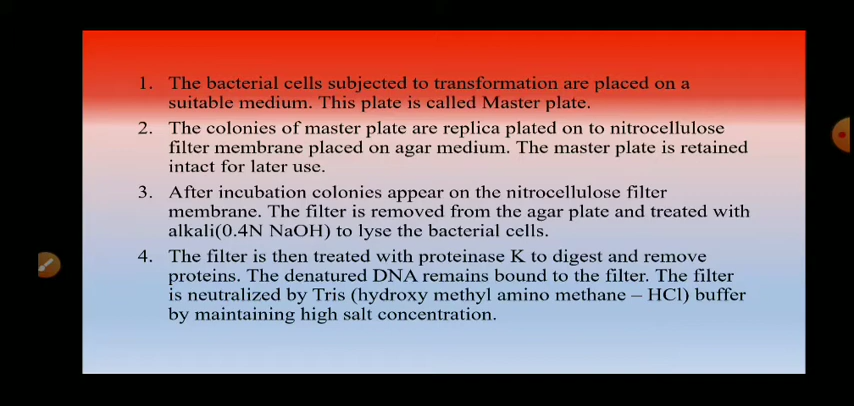 1. The bacterial cells subjected to transformation are placed on a
suitable medium. This plate is called Master plate.
2. The colonies of master plate are replica plated on to nitrocellulose
filter membrane placed on agar medium. The master plate is retained
intact for later use.
3. After incubation colonies appear on the nitrocellulose filter
membrane. The filter is removed from the agar plate and treated with
alkali(0.4N NaOH) to lyse the bacterial cells.
4. The filter is then treated with proteinase K to digest and remove
proteins. The denatured DNA remains bound to the filter. The filter
is neutralized by Tris (hydroxy methyl amino methane – HCl) buffer
by maintaining high salt concentration.